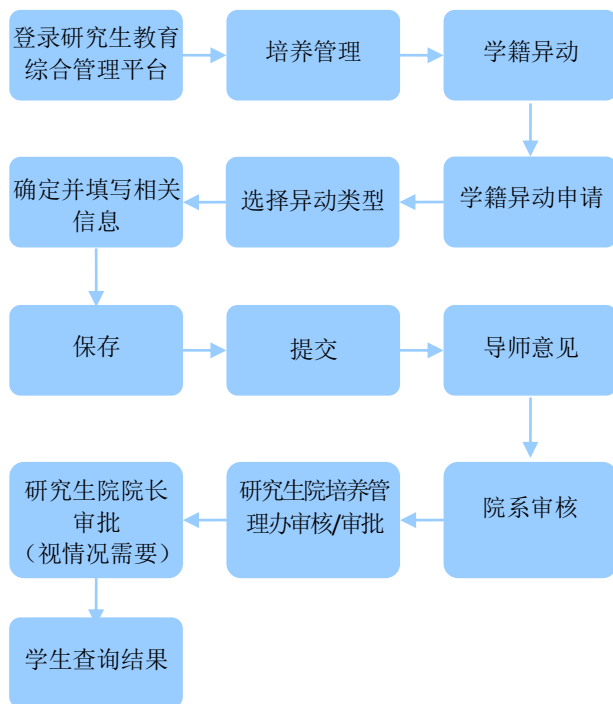 登录研究生教育
综合管理平台
培养管理
学籍异动
学籍异动申请
选择异动类型
确定并填写相关
信息
保存
提交
导师意见
院系审核
研究生院培养管
理办审核/审批
研究生院院长
审批
（视情况需要）
学生查询结果